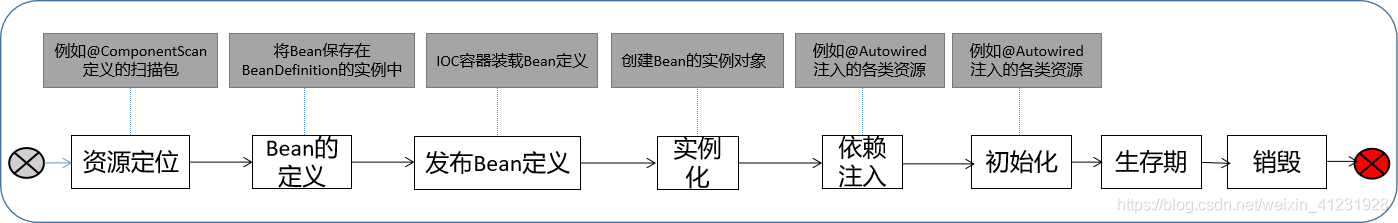 例如@ComponentScan
定义的扫描包
将Bean保存在
BeanDefinition的实例中
IOC容器装载Bean定义
创建Bean的实例对象
例如@Autowired
注入的各类资源
例如@Autowired
注入的各类资源
资源定位
Bean的
定义
发布Bean定义
实例
化
依赖
注入
初始化
生存期
销毁
https://blog.csdn.net/weixin_41231928